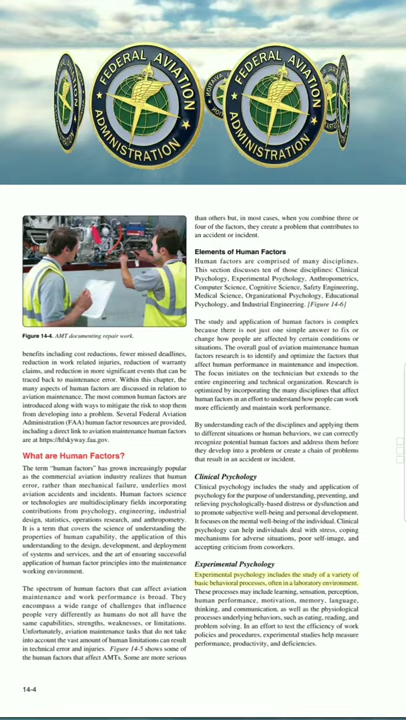 FEDERAL AVIATION
ADMINISTRATION
FEDERAL AVIATION
ADMINISTRATION
Figure 14-4. AMT documenting repair work.
benefits including cost reductions, fewer missed deadlines,
reduction in work related injuries, reduction of warranty
claims, and reduction in more significant events that can be
traced back to maintenance error. Within this chapter, the
many aspects of human factors are discussed in relation to
aviation maintenance. The most common human factors are
introduced along with ways to mitigate the risk to stop them
from developing into a problem. Several Federal Aviation
Administration (FAA) human factor resources are provided,
including a direct link to aviation maintenance human factors
are at https://hfskyway.faa.gov.
What are Human Factors?
The term “human factors” has grown increasingly popular
as the commercial aviation industry realizes that human
error, rather than mechanical failure, underlies most
aviation accidents and incidents. Human factors science
or technologies are multidisciplinary fields incorporating
contributions from psychology, engineering, industrial
design, statistics, operations research, and anthropometry.
It is a term that covers the science of understanding the
properties of human capability, the application of this
understanding to the design, development, and deployment
of systems and services, and the art of ensuring successful
application of human factor principles into the maintenance
working environment.
The spectrum of human factors that can affect aviation
maintenance and work performance is broad. They
encompass a wide range of challenges that influence
people very differently as humans do not all have the
same capabilities, strengths, weaknesses, or limitations.
Unfortunately, aviation maintenance tasks that do not take
into account the vast amount of human limitations can result
in technical error and injuries. Figure 14-5 shows some of
the human factors that affect AMTs. Some are more serious
than others but, in most cases, when you combine three or
four of the factors, they create a problem that contributes to
an accident or incident.
Elements of Human Factors
Human factors are comprised of many disciplines.
This section discusses ten of those disciplines: Clinical
Psychology, Experimental Psychology, Anthropometrics,
Computer Science, Cognitive Science, Safety Engineering,
Medical Science, Organizational Psychology, Educational
Psychology, and Industrial Engineering. [Figure 14-6]
The study and application of human factors is complex
because there is not just one simple answer to fix or
change how people are affected by certain conditions or
situations. The overall goal of aviation maintenance human
factors research is to identify and optimize the factors that
affect human performance in maintenance and inspection.
The focus initiates on the technician but extends to the
entire engineering and technical organization. Research is
optimized by incorporating the many disciplines that affect
human factors in an effort to understand how people can work
more efficiently and maintain work performance.
By understanding each of the disciplines and applying them
to different situations or human behaviors, we can correctly
recognize potential human factors and address them before
they develop into a problem or create a chain of problems
that result in an accident or incident.
Clinical Psychology
Clinical psychology includes the study and application of
psychology for the purpose of understanding, preventing, and
relieving psychologically-based distress or dysfunction and
to promote subjective well-being and personal development.
It focuses on the mental well-being of the individual. Clinical
psychology can help individuals deal with stress, coping
mechanisms for adverse situations, poor self-image, and
accepting criticism from coworkers.
Experimental Psychology
Experimental psychology includes the study of a variety of
basic behavioral processes, often in a laboratory environment.
These processes may include learning, sensation, perception,
human performance, motivation, memory, language,
thinking, and communication, as well as the physiological
processes underlying behaviors, such as eating, reading, and
problem solving. In an effort to test the efficiency of work
policies and procedures, experimental studies help measure
performance, productivity, and deficiencies.
14-4